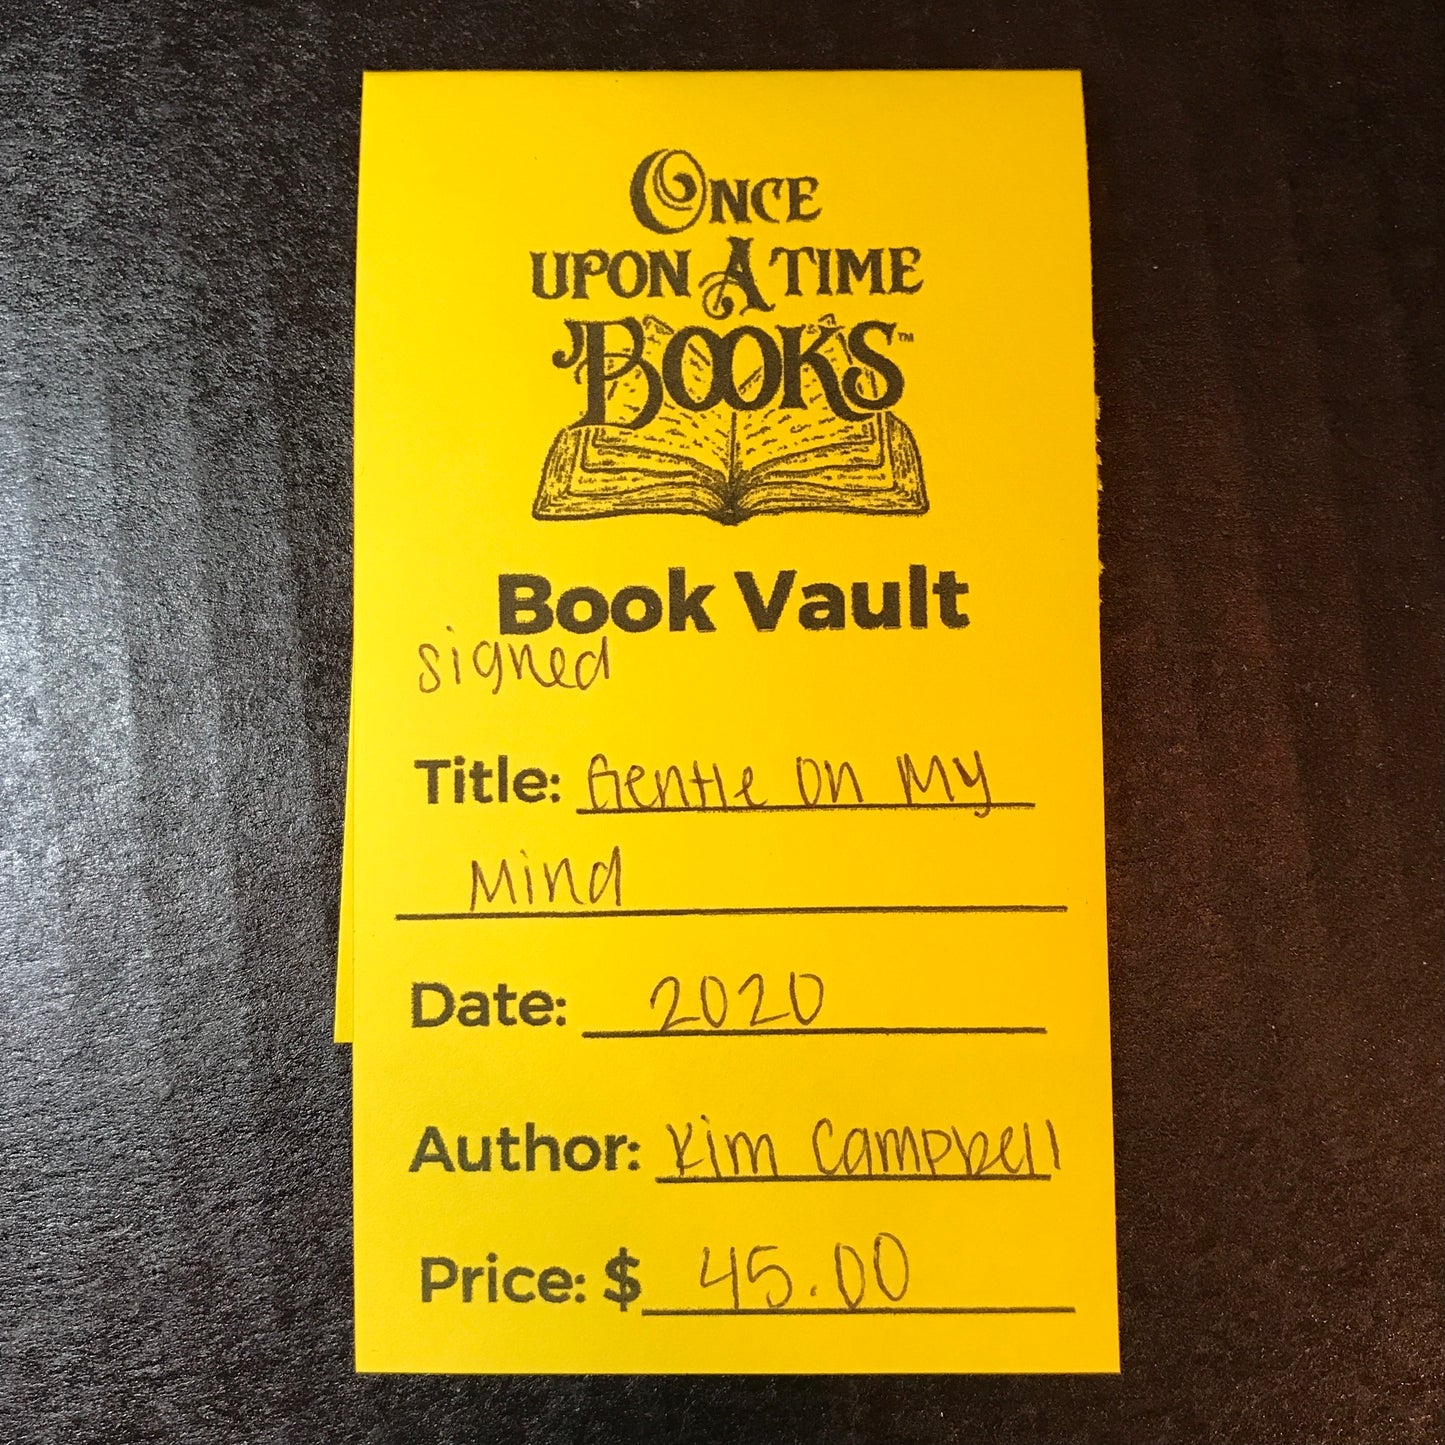 ONCE
UPON A TIME
BOOKS™
Book Vault
signed
Title: Gentle on My
Mind
Date: 2020
Author: Kim Campbell
Price: $ 45.00